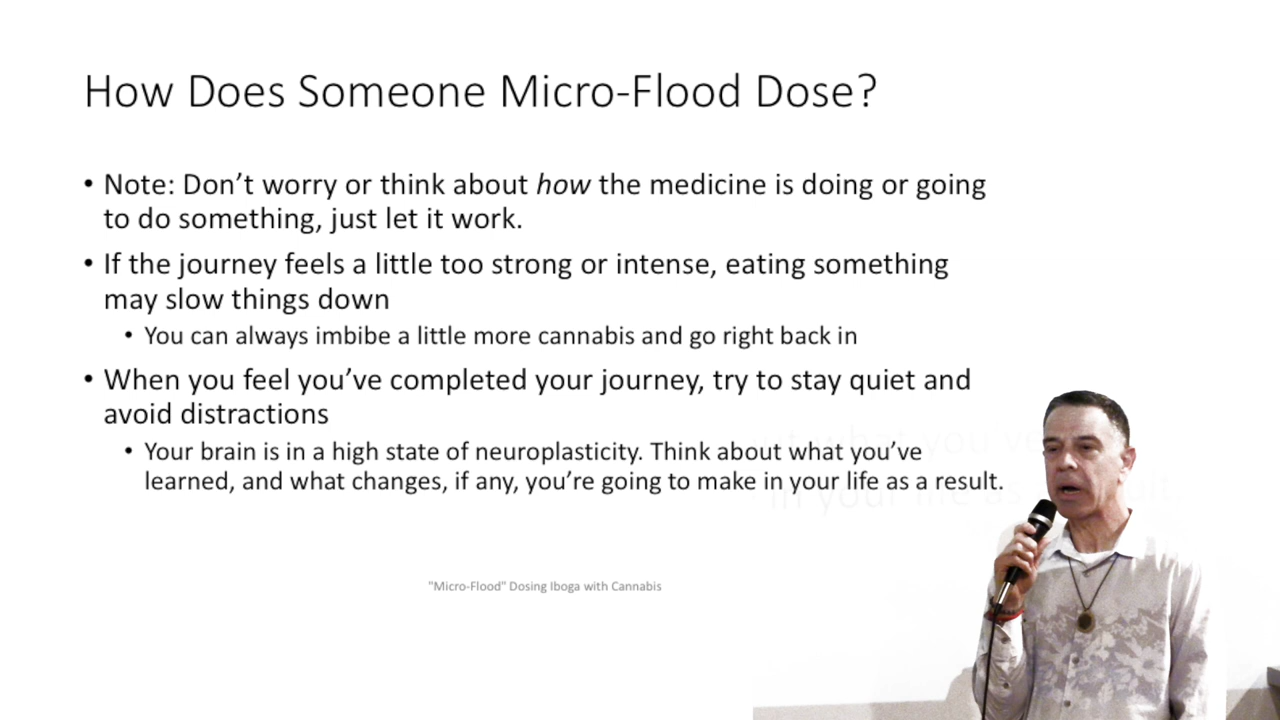 How Does Someone Micro-Flood Dose?
• Note: Don’t worry or think about how the medicine is doing or going
to do something, just let it work.
• If the journey feels a little too strong or intense, eating something
may slow things down
• You can always imbibe a little more cannabis and go right back in
• When you feel you’ve completed your journey, try to stay quiet and
avoid distractions
• Your brain is in a high state of neuroplasticity. Think about what you’ve
learned, and what changes, if any, you’re going to make in your life as a result.
"Micro-Flood" Dosing Iboga with Cannabis